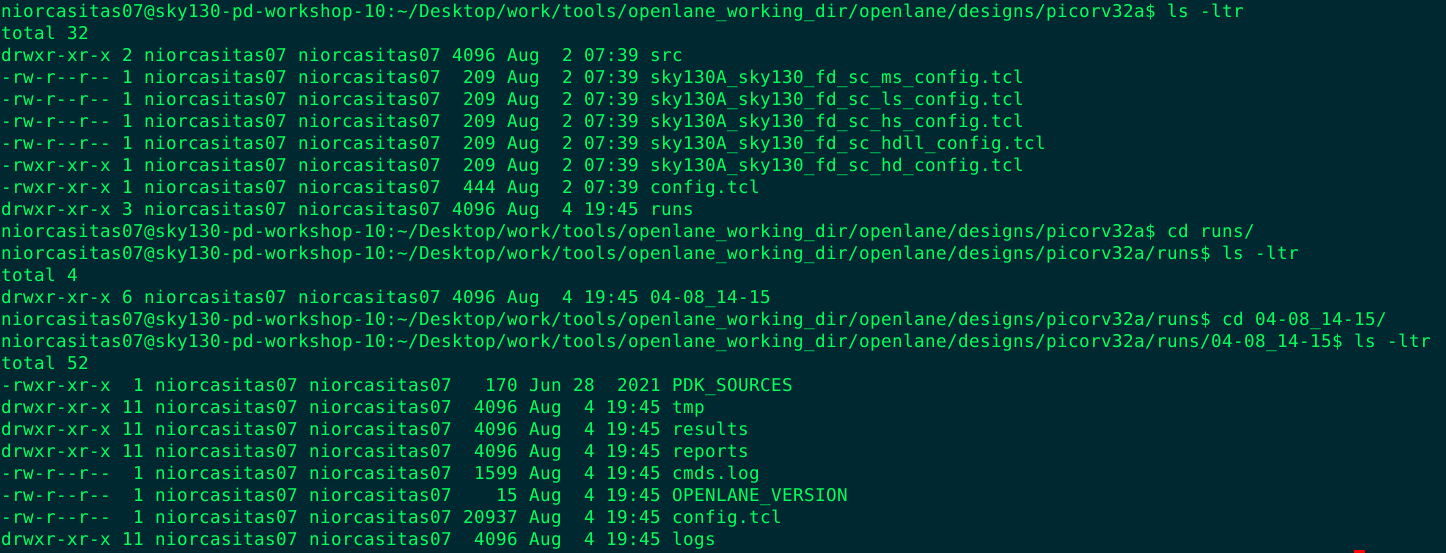 niorcasitas07@sky130-pd-workshop-10:~/Desktop/work/tools/openlane_working_dir/openlane/designs/picorv32a$ ls -ltr
total 32
drwxr-xr-x 2 niorcasitas07 niorcasitas07 4096 Aug  2 07:39 src
-rw-rwxr-x 1 niorcasitas07 niorcasitas07  209 Aug  2 07:39 sky130A_sky130_fd_sc_ms_config.tcl
-rw-r--r-- 1 niorcasitas07 niorcasitas07  209 Aug  2 07:39 sky130A_sky130_fd_sc_ls_config.tcl
-rw-r--r-- 1 niorcasitas07 niorcasitas07  209 Aug  2 07:39 sky130A_sky130_fd_sc_hs_config.tcl
-rw-r--r-- 1 niorcasitas07 niorcasitas07  209 Aug  2 07:39 sky130A_sky130_fd_sc_hdll_config.tcl
-rw-rwxr-x 1 niorcasitas07 niorcasitas07  209 Aug  2 07:39 sky130A_sky130_fd_sc_hd_config.tcl
-rwxr-xr-x 1 niorcasitas07 niorcasitas07  444 Aug  2 07:39 config.tcl
drwxr-xr-x 3 niorcasitas07 niorcasitas07 4096 Aug  4 19:45 runs
niorcasitas07@sky130-pd-workshop-10:~/Desktop/work/tools/openlane_working_dir/openlane/designs/picorv32a$ cd runs/
niorcasitas07@sky130-pd-workshop-10:~/Desktop/work/tools/openlane_working_dir/openlane/designs/picorv32a/runs$ ls -ltr
total 4
drwxr-xr-x 6 niorcasitas07 niorcasitas07 4096 Aug  4 19:45 04-08_14-15
niorcasitas07@sky130-pd-workshop-10:~/Desktop/work/tools/openlane_working_dir/openlane/designs/picorv32a/runs$ cd 04-08_14-15/
niorcasitas07@sky130-pd-workshop-10:~/Desktop/work/tools/openlane_working_dir/openlane/designs/picorv32a/runs/04-08_14-15$ ls -ltr
total 52
-rwxr-xr-x  1 niorcasitas07 niorcasitas07   170 Jun 28  2021 PDK_SOURCES
drwxr-xr-x 11 niorcasitas07 niorcasitas07  4096 Aug  4 19:45 tmp
drwxr-xr-x 11 niorcasitas07 niorcasitas07  4096 Aug  4 19:45 results
drwxr-xr-x 11 niorcasitas07 niorcasitas07  4096 Aug  4 19:45 reports
-rw-r--r--  1 niorcasitas07 niorcasitas07  1599 Aug  4 19:45 cmds.log
-rw-r--r--  1 niorcasitas07 niorcasitas07    15 Aug  4 19:45 OPENLANE_VERSION
-rw-r--r--  1 niorcasitas07 niorcasitas07 20937 Aug  4 19:45 config.tcl
drwxr-xr-x 11 niorcasitas07 niorcasitas07  4096 Aug  4 19:45 logs